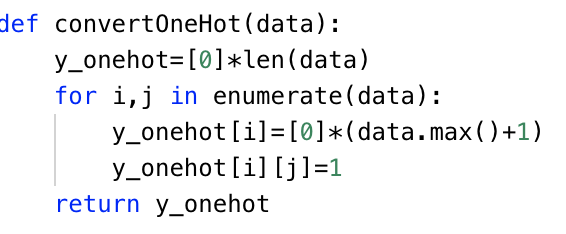 def convertOneHot(data):
    y_onehot=[0]*len(data)
    for i,j in enumerate(data):
        y_onehot[i]=[0]*(data.max()+1)
        y_onehot[i][j]=1
    return y_onehot